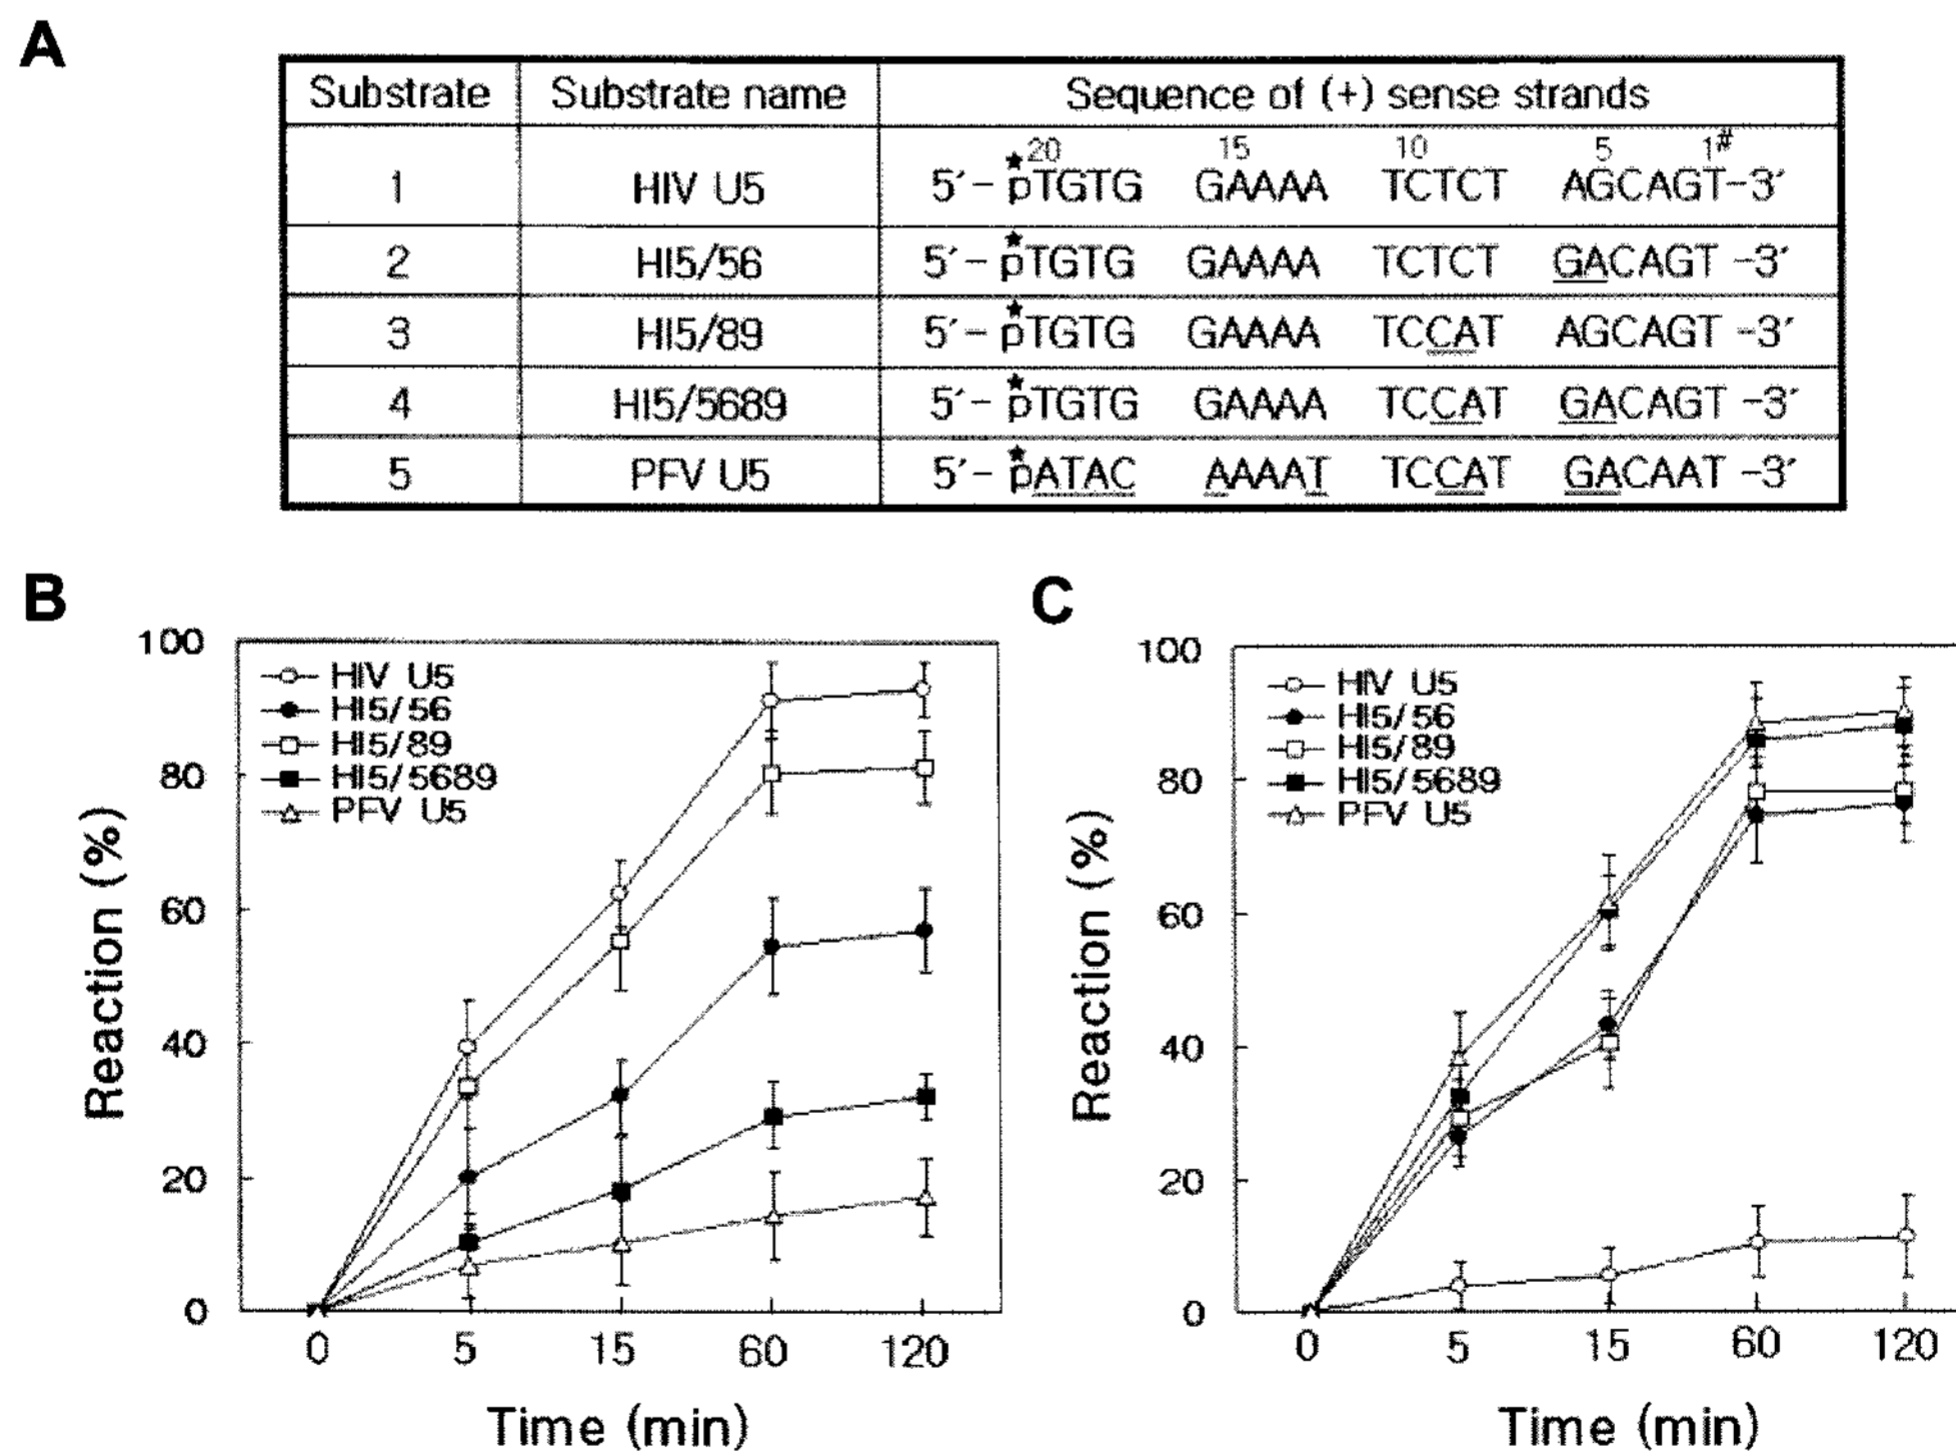 A
Substrate Substrate name Sequence of (+) sense strands
20 15 10 5 1#
1 HIV U5 5′- ★pTGTG GAAAA TCTCT AGCAGT-3′
2 HI5/56 5′- ★pTGTG GAAAA TCTCT GACAGT -3′
3 HI5/89 5′- ★pTGTG GAAAA TCCAT AGCAGT -3′
4 HI5/5689 5′- ★pTGTG GAAAA TCCAT GACAGT -3′
5 PFV U5 5′- ★pATAC AAAAT TCCAT GACAAT -3′
B
100
80
60
40
20
0
Reaction (%)
HIV U5
HI5/56
HI5/89
HI5/5689
PFV U5
0 5 15 60 120
Time (min)
C
100
80
60
40
20
0
Reaction (%)
HIV U5
HI5/56
HI5/89
HI5/5689
PFV U5
0 5 15 60 120
Time (min)